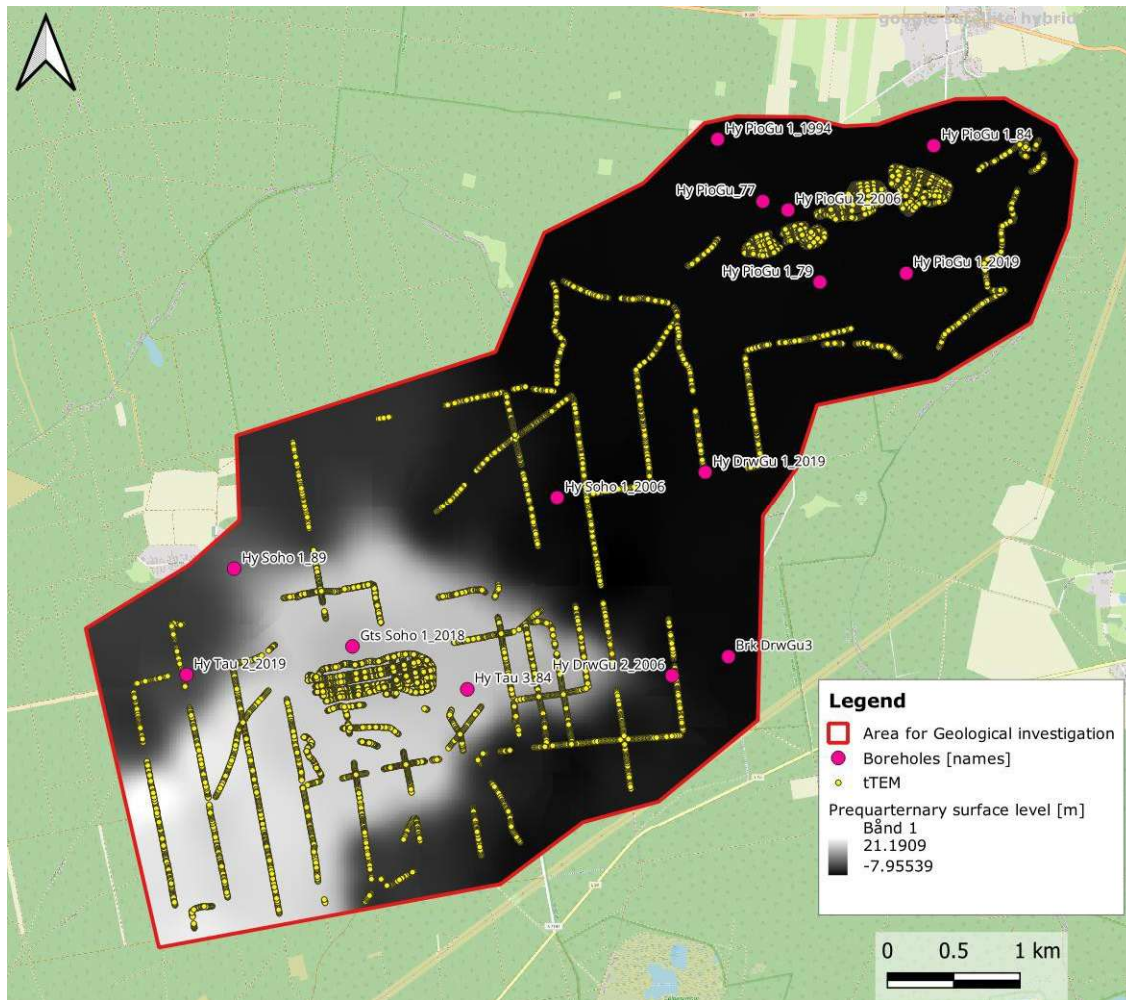 google satellite hybrid
Hy PioGu 1_1994
Hy PioGu 1_84
Hy PioGu_77
Hy PioGu 2_2006
Hy PioGu 1_79
Hy PioGu 1_2019
Hy DrwGu 1_2019
Hy Soho 1_2006
Hy Soho 1_89
Gts Soho 1_2018
Hy Tau 2_2019
Hy Tau 3_84
Hy DrwGu 2_2006
Brk DrwGu3
Legend
Area for Geological investigation
Boreholes [names]
tTEM
Prequarternary surface level [m]
Bånd 1
21.1909
-7.95539
0 0.5 1 km